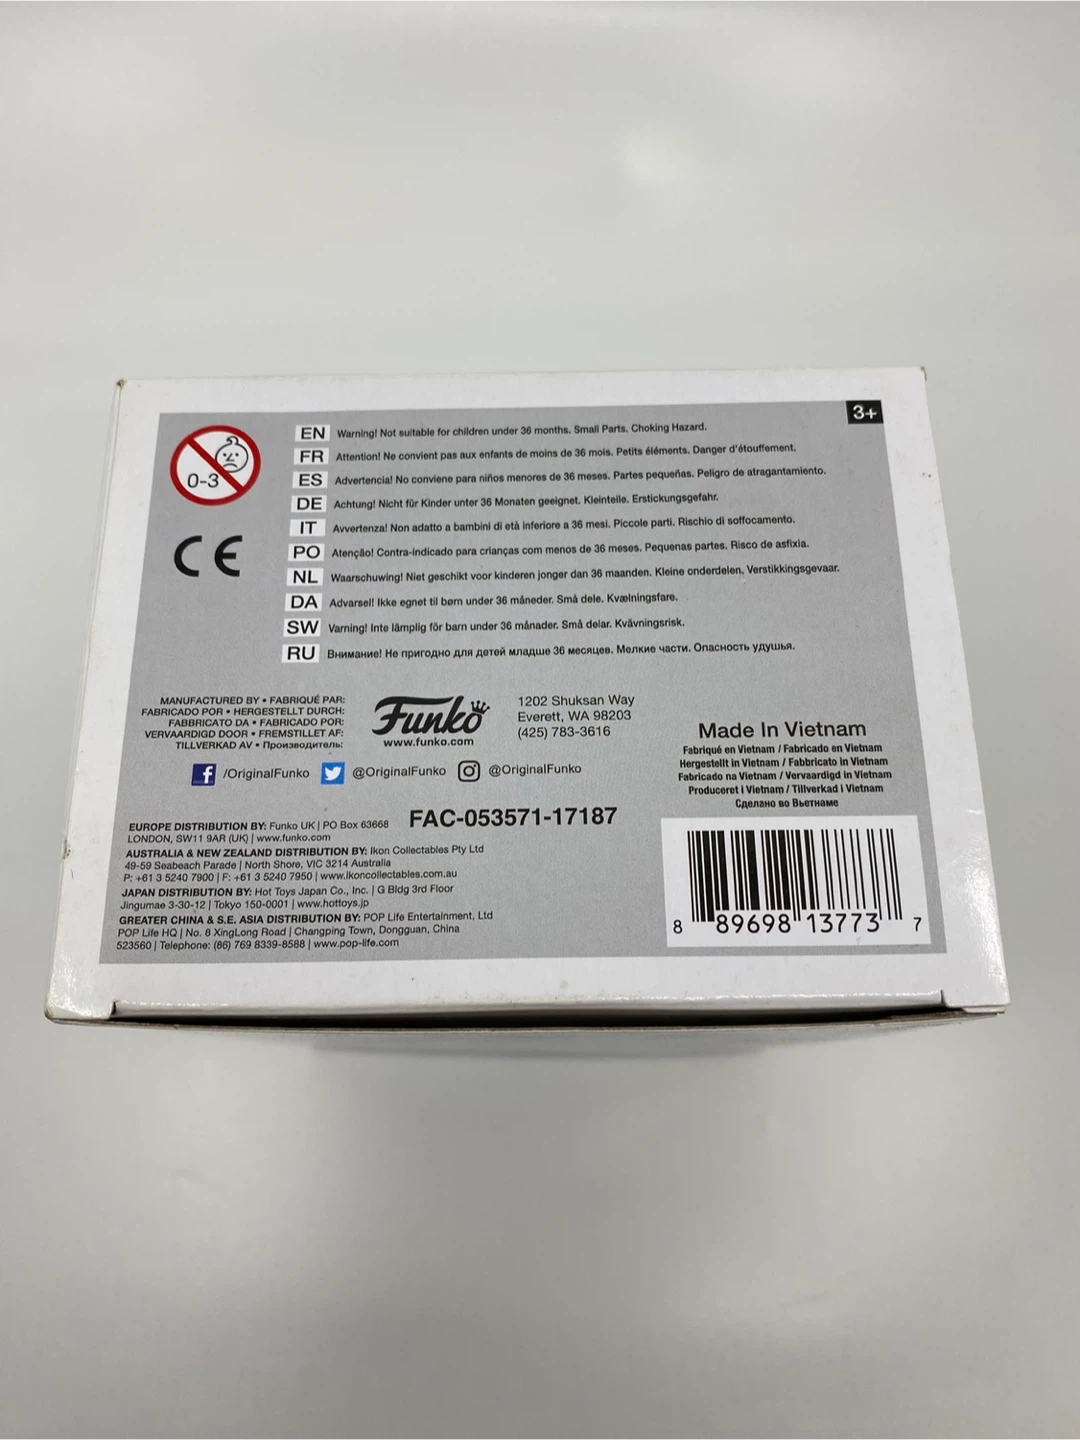 3+
0-3
EN Warning! Not suitable for children under 36 months. Small Parts. Choking Hazard.
FR Attention! Ne convient pas aux enfants de moins de 36 mois. Petits éléments. Danger d'étouffement.
ES Advertencia! No conviene para niños menores de 36 meses. Partes pequeñas. Peligro de atragantamiento.
DE Achtung! Nicht für Kinder unter 36 Monaten geeignet. Kleinteile. Erstickungsgefahr.
IT Avvertenza! Non adatto a bambini di età inferiore a 36 mesi. Piccole parti. Rischio di soffocamento.
PO Atenção! Contra-indicado para crianças com menos de 36 meses. Pequenas partes. Risco de asfixia.
NL Waarschuwing! Niet geschikt voor kinderen jonger dan 36 maanden. Kleine onderdelen. Verstikkingsgevaar.
DA Advarsel! Ikke egnet til børn under 36 måneder. Små dele. Kvælningsfare.
SW Varning! Inte lämplig för barn under 36 månader. Små delar. Kvävningsrisk.
RU Внимание! Не пригодно для детей младше 36 месяцев. Мелкие части. Опасность удушья.
CE
MANUFACTURED BY • FABRIQUÉ PAR:
FABRICADO POR • HERGESTELLT DURCH:
FABBRICATO DA • FABRICADO POR:
VERVAARDIGD DOOR • FREMSTILLET AF:
TILLVERKAD AV • Производитель:
Funko
www.funko.com
1202 Shuksan Way
Everett, WA 98203
(425) 783-3616
/OriginalFunko @OriginalFunko @OriginalFunko
Made In Vietnam
Fabriqué en Vietnam / Fabricado en Vietnam
Hergestellt in Vietnam / Fabbricato in Vietnam
Fabricado na Vietnam / Vervaardigd in Vietnam
Produceret i Vietnam / Tillverkad i Vietnam
Сделано во Вьетнаме
FAC-053571-17187
EUROPE DISTRIBUTION BY: Funko UK | PO Box 63668
LONDON, SW11 9AR (UK) | www.funko.com
AUSTRALIA & NEW ZEALAND DISTRIBUTION BY: Ikon Collectables Pty Ltd
49-59 Seabeach Parade | North Shore, VIC 3214 Australia
P: +61 3 5240 7900 | F: +61 3 5240 7950 | www.ikoncollectables.com.au
JAPAN DISTRIBUTION BY: Hot Toys Japan Co., Inc. | G Bldg 3rd Floor
Jingumae 3-30-12 | Tokyo 150-0001 | www.hottoys.jp
GREATER CHINA & S.E. ASIA DISTRIBUTION BY: POP Life Entertainment, Ltd
POP Life HQ | No. 8 XingLong Road | Changping Town, Dongguan, China
523560 | Telephone: (86) 769 8339-8588 | www.pop-life.com
8 89698 13773 7